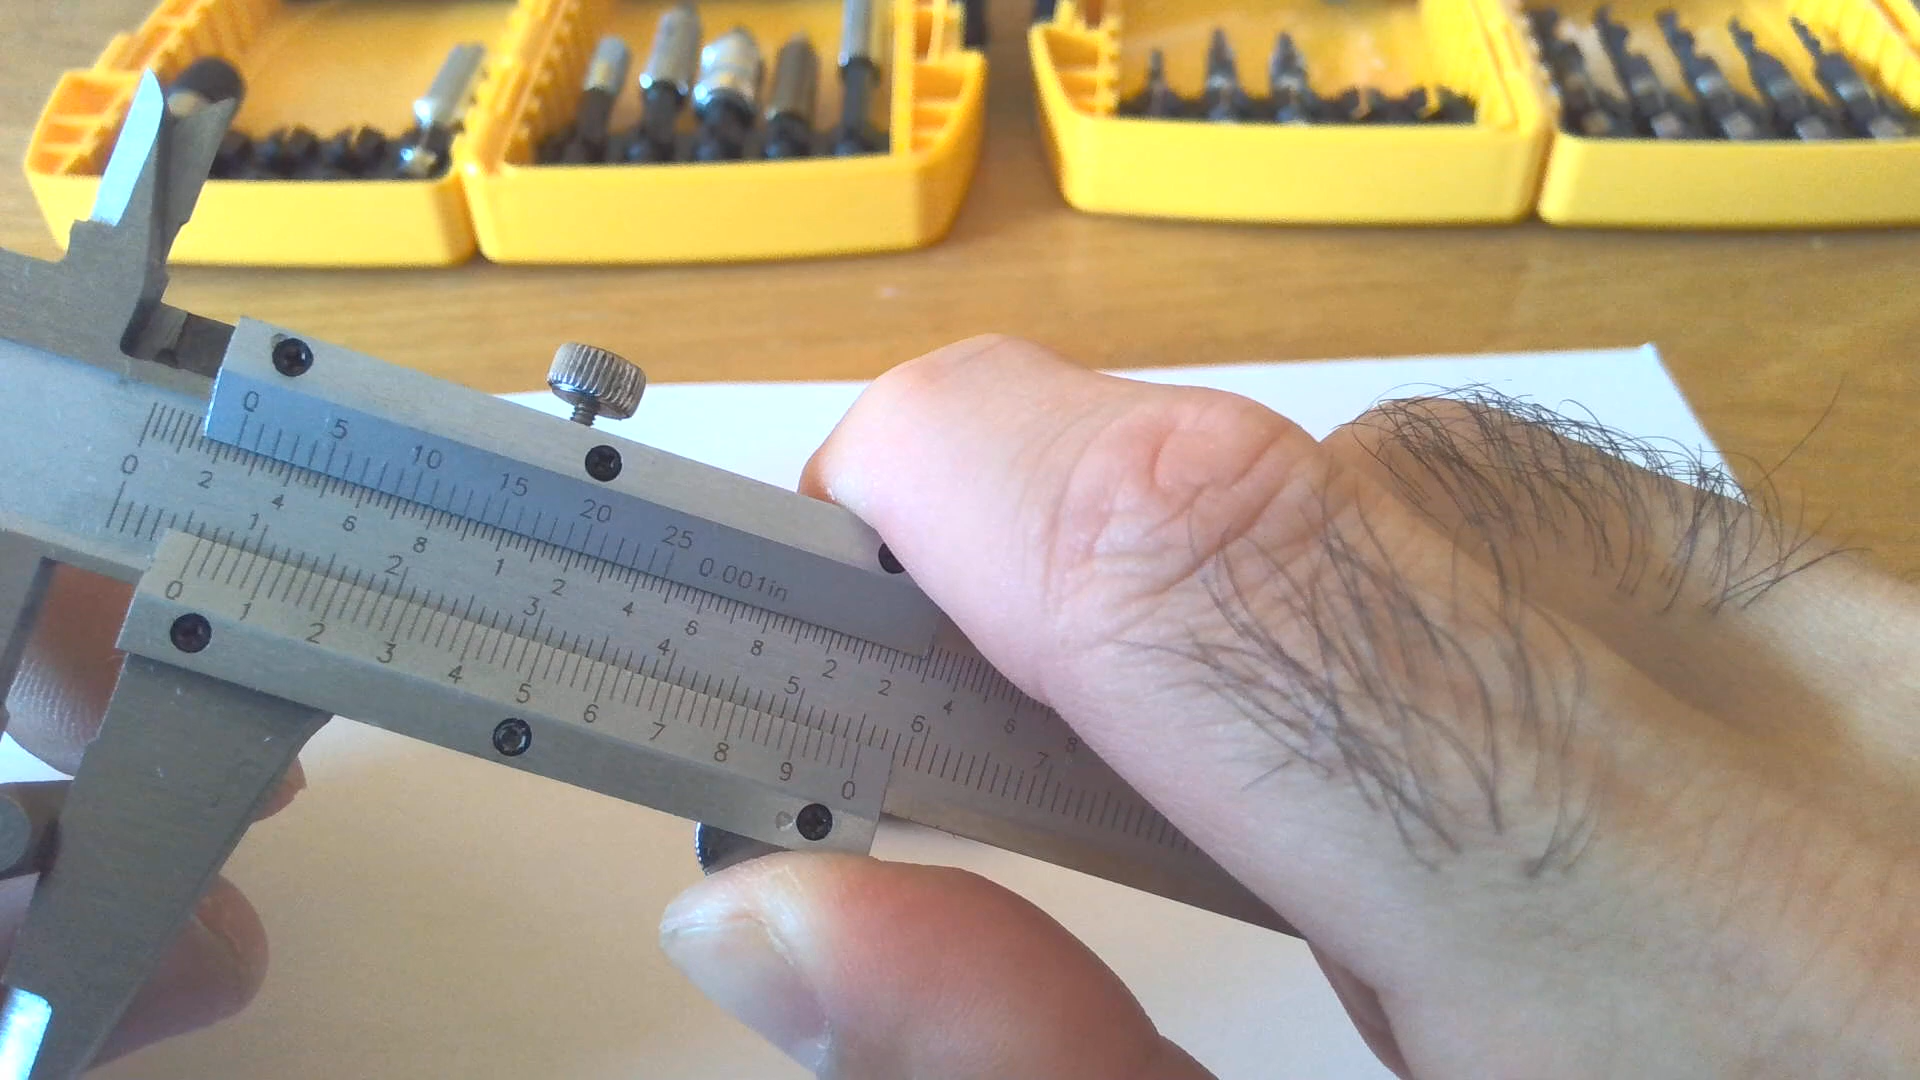 0 5 10 15 20 25 0.001in
0 2 4 6 8 1 2 4 6 8 2 2 4 6 8
1 2 3 4 5 6 7
0 1 2 3 4 5 6 7 8 9 0